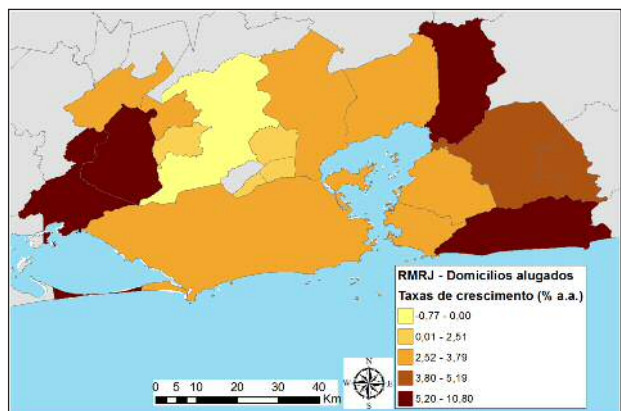 RMRJ - Domicílios alugados
Taxas de crescimento (% a.a.)
-0,77 - 0,00
0,01 - 2,51
2,52 - 3,79
3,80 - 5,19
5,20 - 10,80
N
W E
S
0 5 10 20 30 40
Km